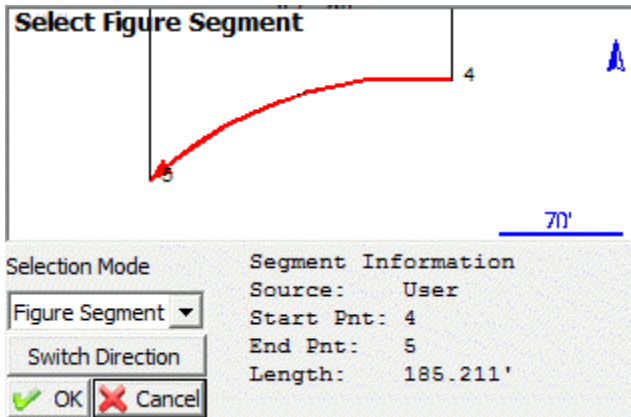 Select Figure Segment
4
5
70'
Selection Mode
Figure Segment
Switch Direction
OK
Cancel
Segment Information
Source: User
Start Pnt: 4
End Pnt: 5
Length: 185.211'